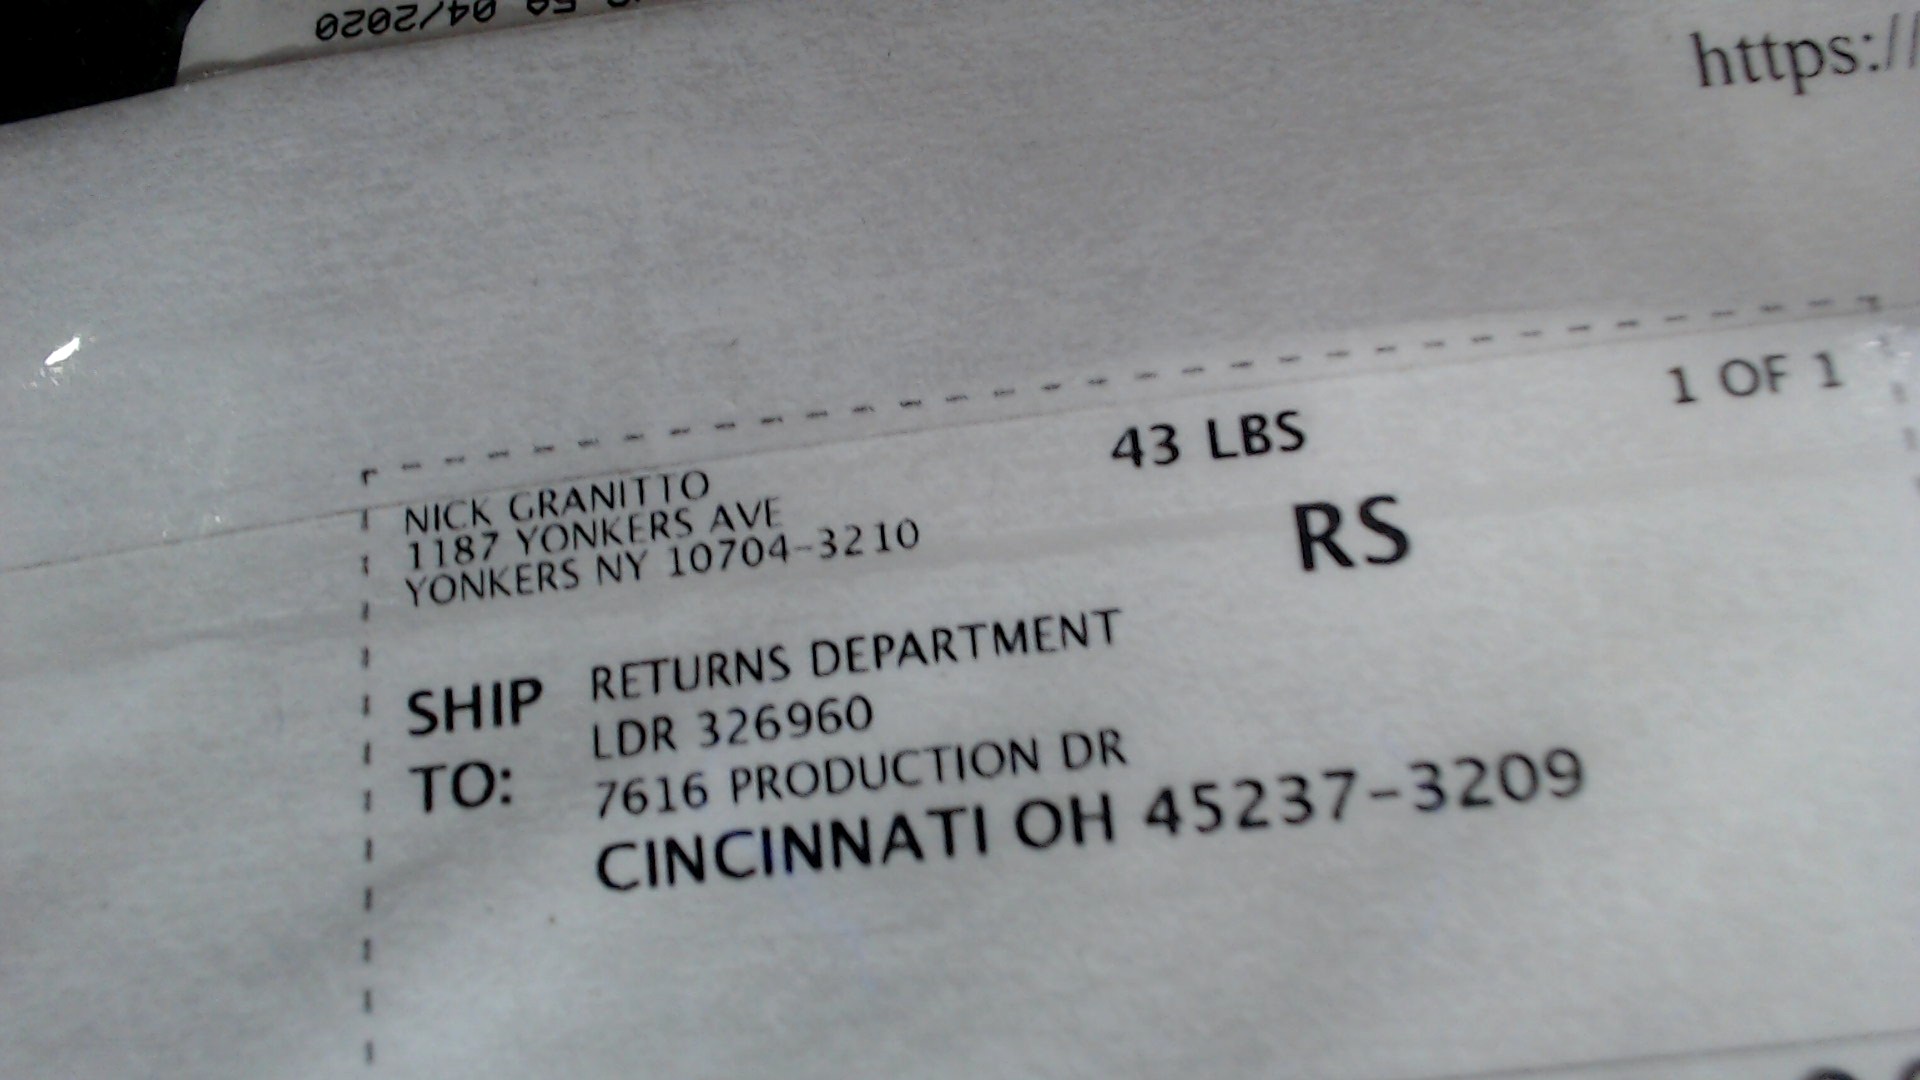 04/2020
https://
1 OF 1
43 LBS
RS
NICK GRANITTO
1187 YONKERS AVE
YONKERS NY 10704-3210
SHIP TO:
RETURNS DEPARTMENT
LDR 326960
7616 PRODUCTION DR
CINCINNATI OH 45237-3209